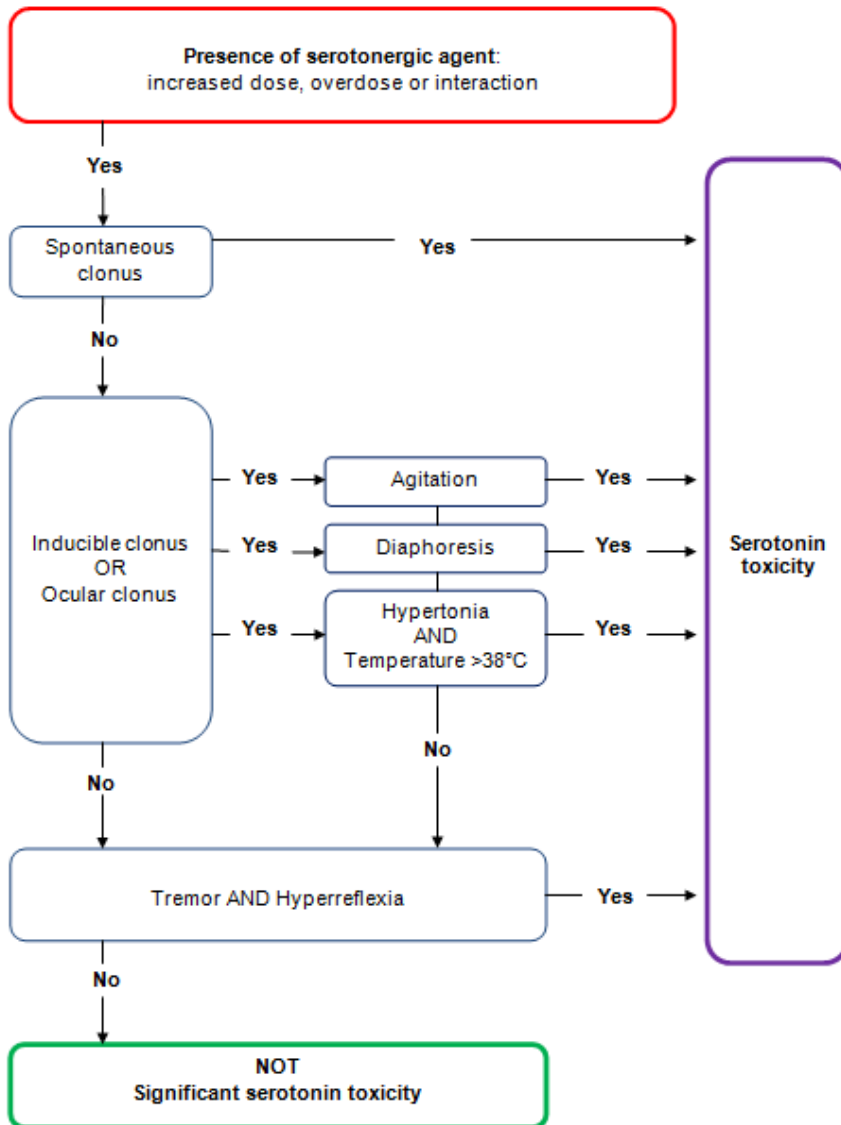 Presence of serotonergic agent:
increased dose, overdose or interaction
Yes
Spontaneous
clonus
Yes
No
Inducible clonus
OR
Ocular clonus
Yes
Agitation
Yes
Yes
Diaphoresis
Yes
Yes
Hypertonia
AND
Temperature >38°C
Yes
Serotonin
toxicity
No
No
Tremor AND Hyperreflexia
Yes
No
NOT
Significant serotonin toxicity